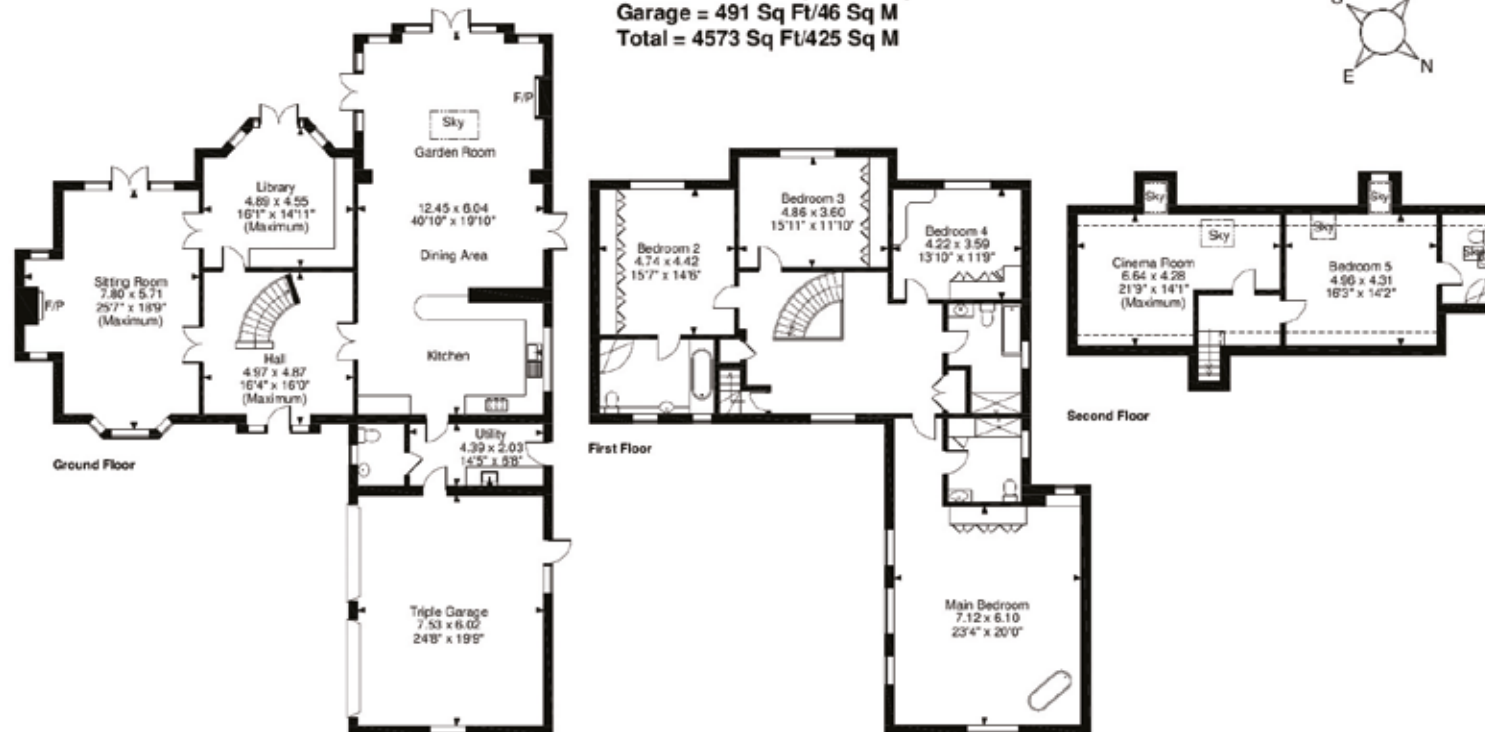 Garage = 491 Sq Ft/46 Sq M
Total = 4573 Sq Ft/425 Sq M
E
N
F/P
Sky
Garden Room
12.45 x 6.04
40'10" x 19'10"
Dining Area
Kitchen
Library
4.89 x 4.55
16'1" x 14'11"
(Maximum)
Sitting Room
7.80 x 5.71
25'7" x 18'9"
(Maximum)
F/P
Hall
4.97 x 4.87
16'4" x 16'0"
(Maximum)
Utility
4.39 x 2.03
14'5" x 6'8"
Triple Garage
7.53 x 6.02
24'8" x 19'9"
Ground Floor
Bedroom 2
4.74 x 4.42
15'7" x 14'6"
Bedroom 3
4.86 x 3.60
15'11" x 11'10"
Bedroom 4
4.22 x 3.59
13'10" x 11'9"
Main Bedroom
7.12 x 6.10
23'4" x 20'0"
First Floor
Sky
Sky
Cinema Room
6.64 x 4.28
21'9" x 14'1"
(Maximum)
Sky
Sky
Bedroom 5
4.96 x 4.31
16'3" x 14'2"
Sky
Second Floor